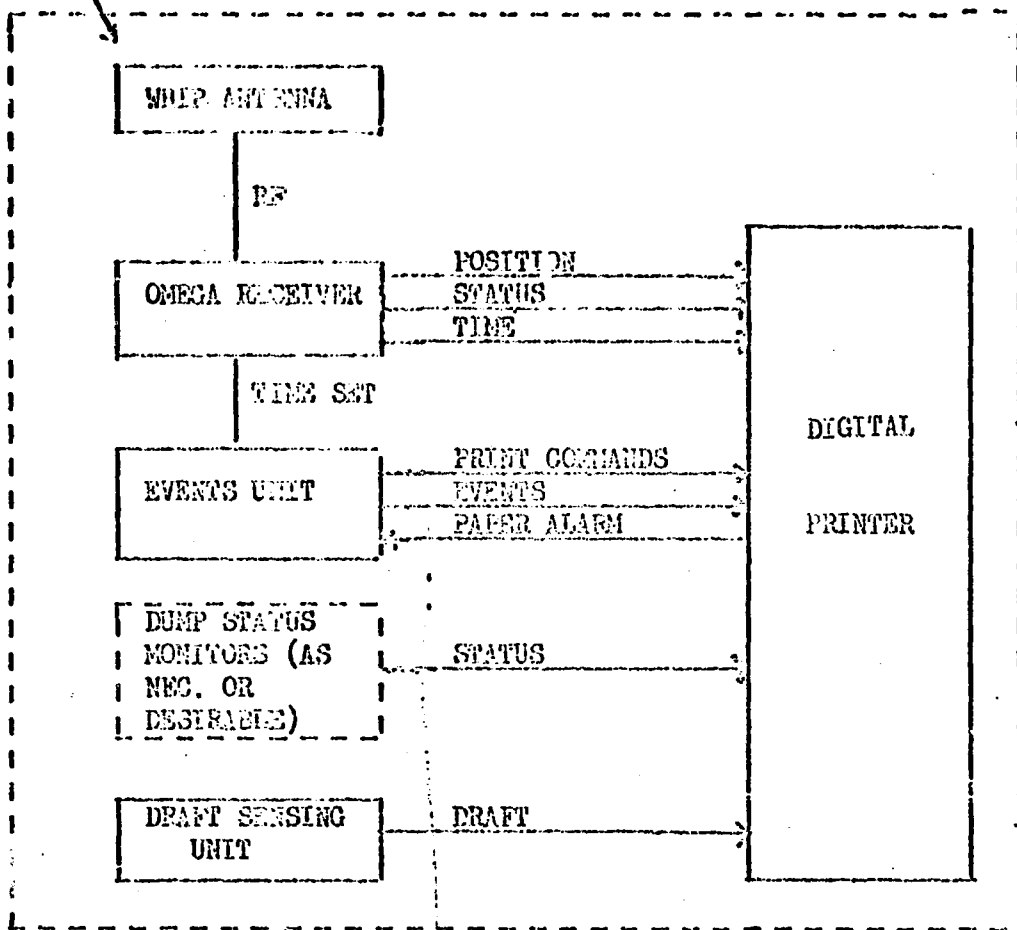 WHIP ANTENNA
RF
OMEGA RECEIVER
POSITION
STATUS
TIME
TIME SET
EVENTS UNIT
PRINT COMMANDS
EVENTS
PAPER ALARM
DIGITAL
PRINTER
DUMP STATUS
MONITORS (AS
NEC. OR
DESIRABLE)
STATUS
DRAFT SENSING
UNIT
DRAFT